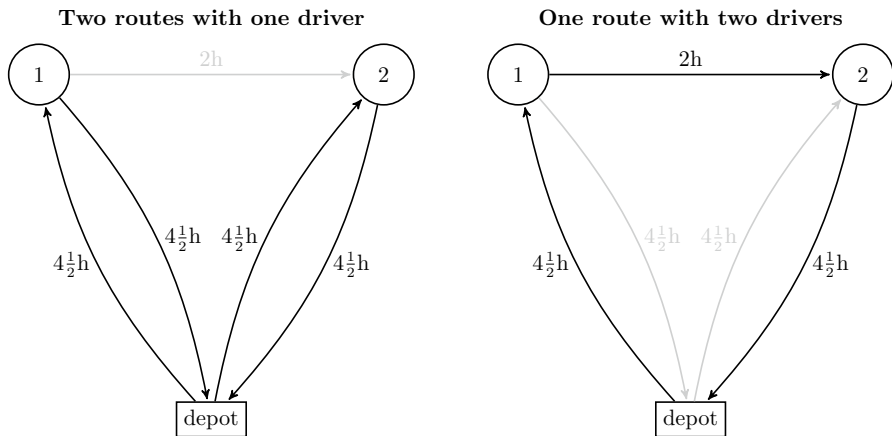 Two routes with one driver
2h
1
2
4½h
4½h
4½h
4½h
depot
One route with two drivers
2h
1
2
4½h
4½h
4½h
4½h
depot